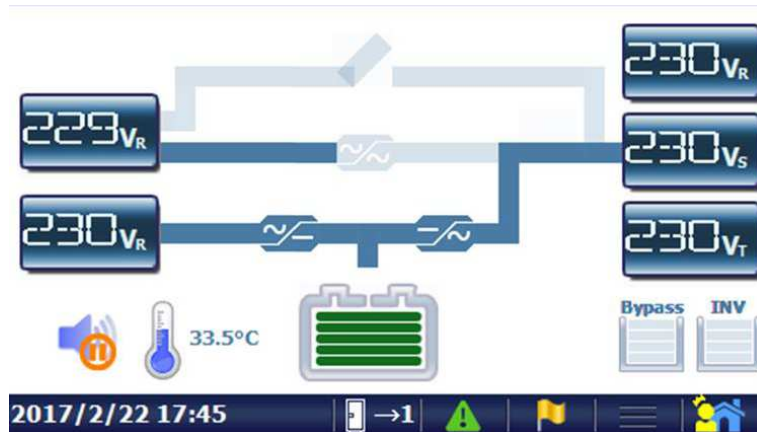 230VR
229VR
230VS
230VR
230VT
33.5°C
Bypass INV
2017/2/22 17:45 →1